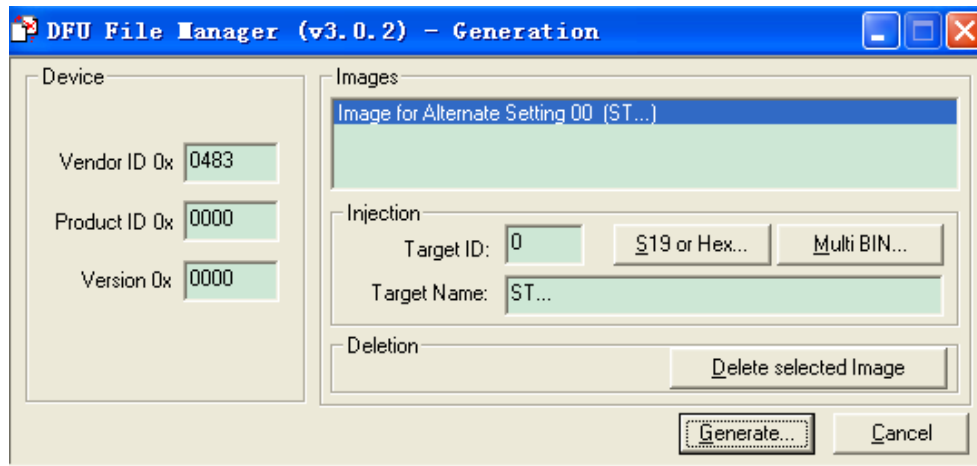 DFU File Manager (v3.0.2) - Generation
Device
Vendor ID 0x 0483
Product ID 0x 0000
Version 0x 0000
Images
Image for Alternate Setting 00 (ST...)
Injection
Target ID: 0 S19 or Hex... Multi BIN...
Target Name: ST...
Deletion
Delete selected Image
Generate... Cancel